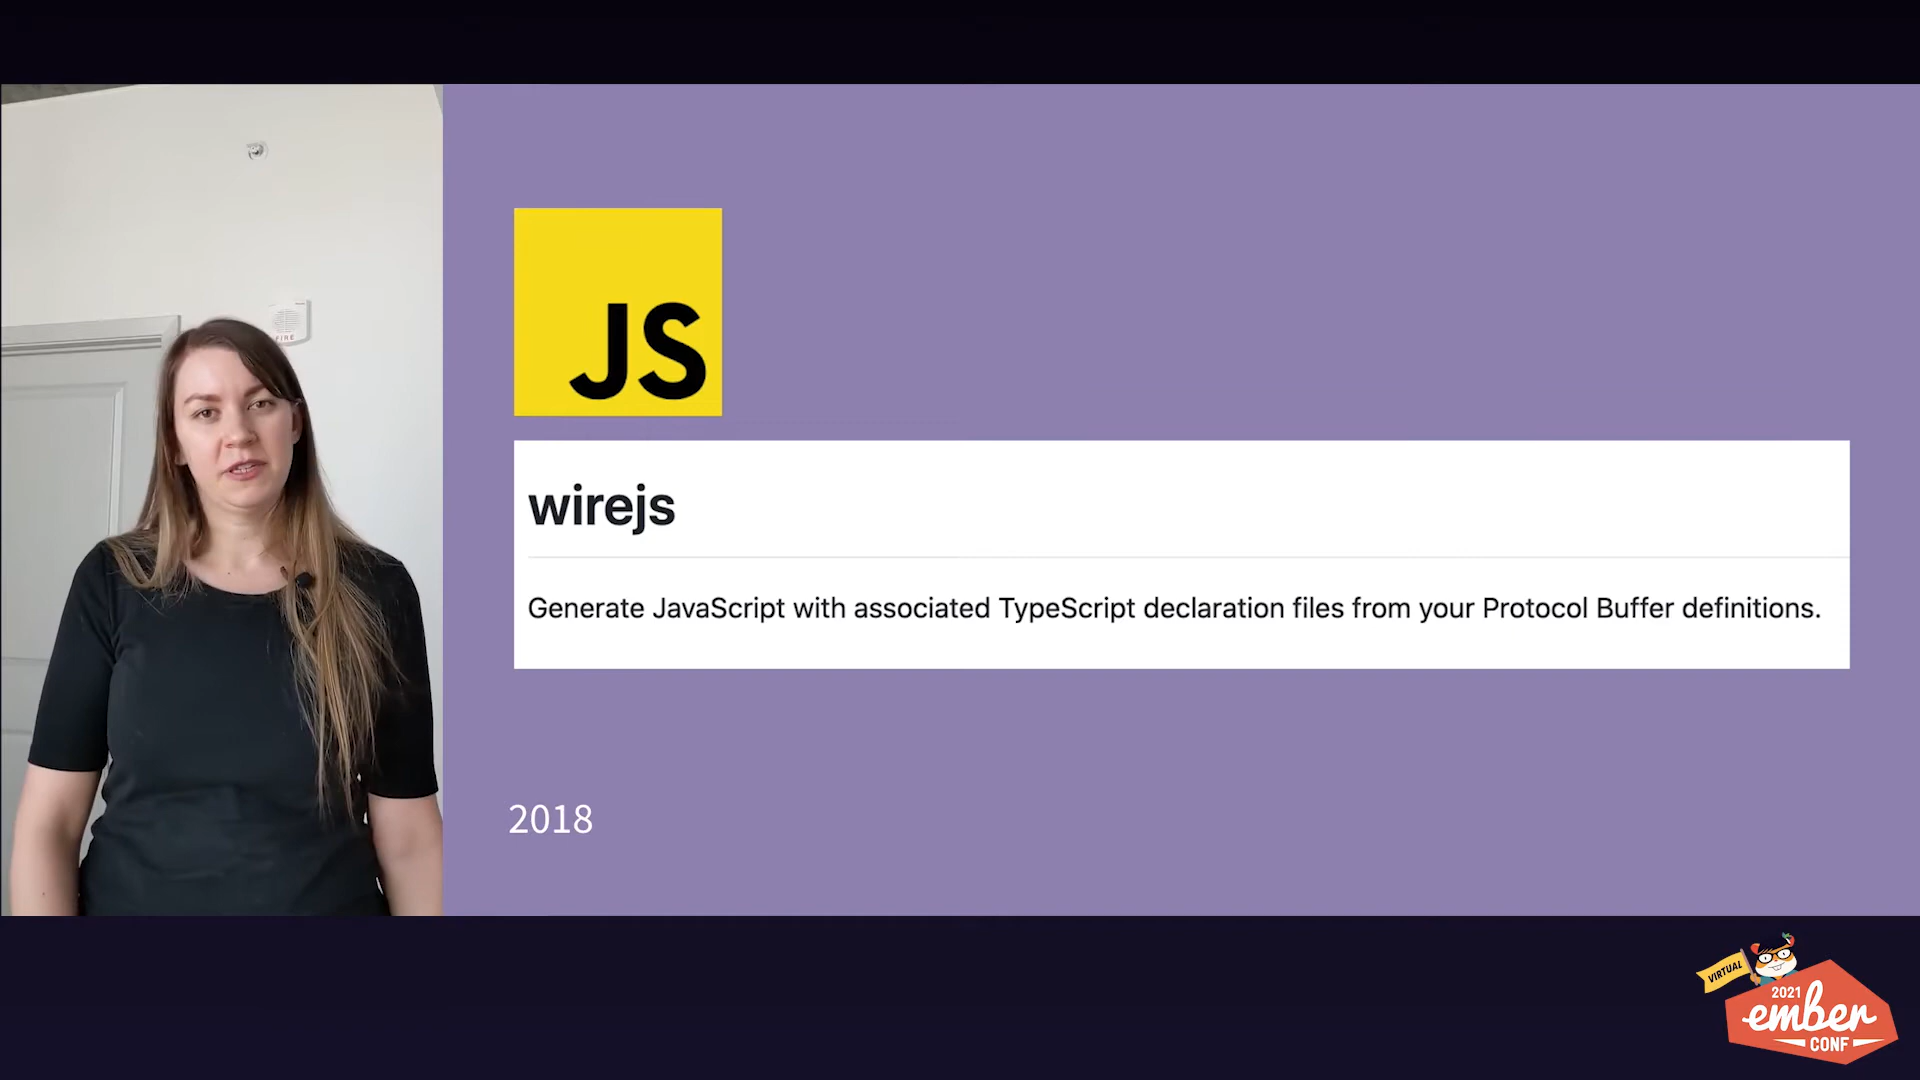 FIRE
JS
wirejs
Generate JavaScript with associated TypeScript declaration files from your Protocol Buffer definitions.
2018
VIRTUAL
2021
ember
CONF